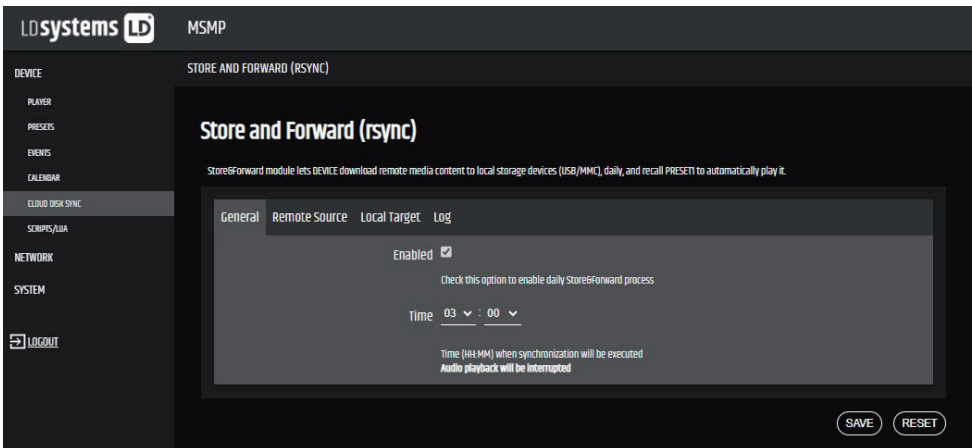 LDsystems LD
MSMP
DEVICE
STORE AND FORWARD (RSYNC)
PLAYER
PRESETS
EVENTS
CALENDAR
CLOUD DISK SYNC
SCRIPTS/LUA
NETWORK
SYSTEM
LOGOUT
Store and Forward (rsync)
Store&Forward module lets DEVICE download remote media content to local storage devices (USB/MMC), daily, and recall PRESET1 to automatically play it.
General Remote Source Local Target Log
Enabled
Check this option to enable daily Store&Forward process
Time 03 : 00
Time (HH:MM) when synchronization will be executed
Audio playback will be interrupted
SAVE RESET